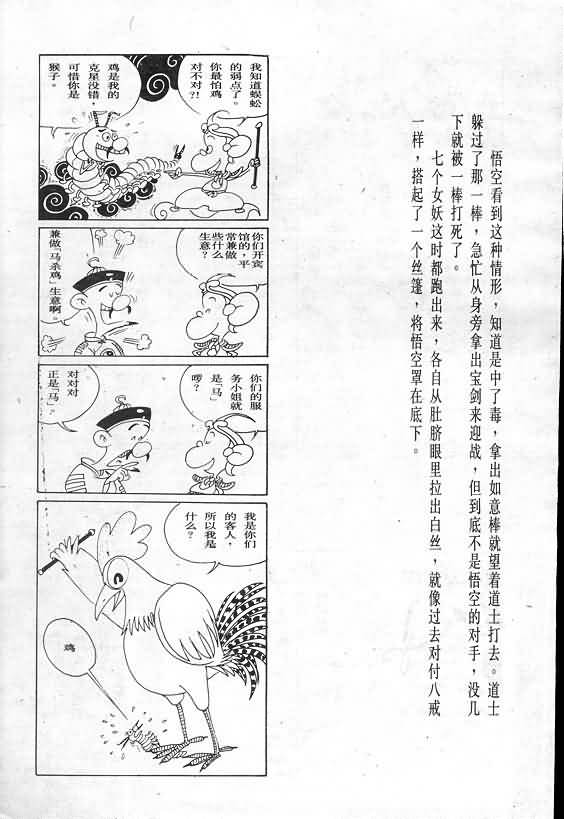 悟空看到这种情形，知道是中了毒，拿出如意棒就望着道士打去。道士
躲过了那一棒，急忙从身旁拿出宝剑来迎战，但到底不是悟空的对手，没几
下就被一棒打死了。
七个女妖这时都跑出来，各自从肚脐眼里拉出白丝，就像过去对付八戒
一样，搭起了一个丝篷，将悟空罩在底下。
我知道蜈蚣
的弱点了。
你最怕鸡
对不对？！
鸡是我的
克星没错，
可惜你是
猴子。
你们开宾
馆的，平
常兼做
些什么
生意？
兼做「马杀鸡」生意啊。
你们的服
务小姐就
是「马」
啰？
对对对
正是「马」。
我是你们
的客人，
所以我是
什么？
鸡